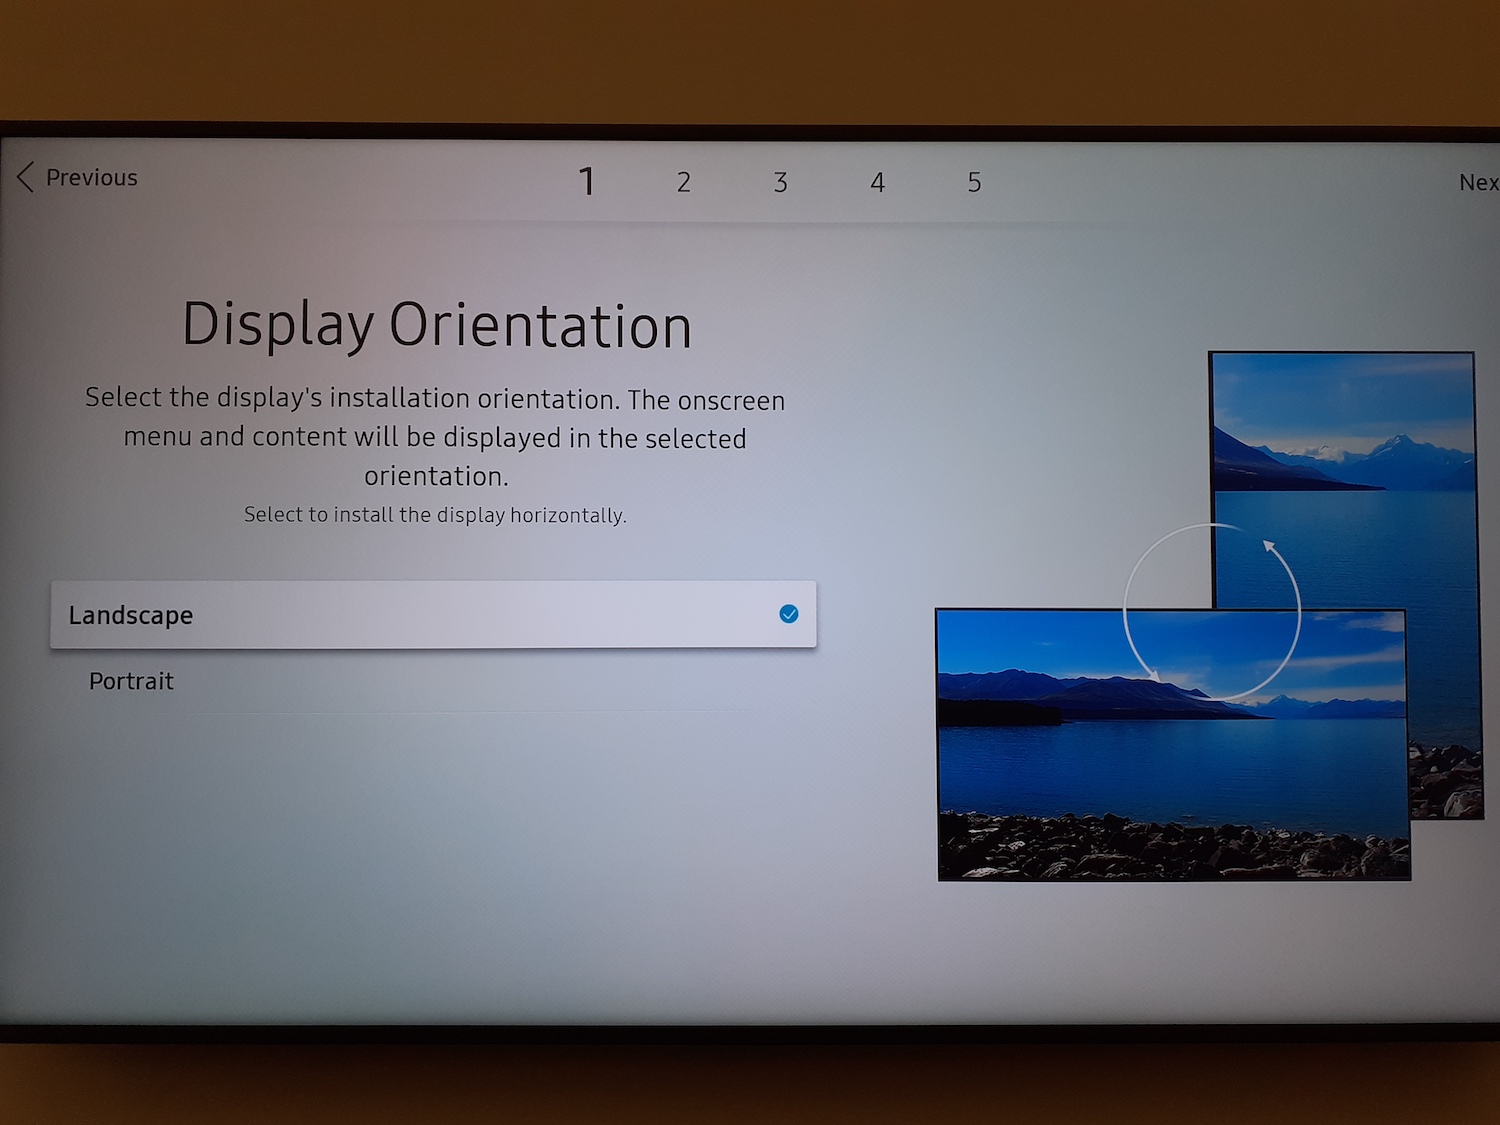 Previous
1 2 3 4 5
Nex
Display Orientation
Select the display's installation orientation. The onscreen
menu and content will be displayed in the selected
orientation.
Select to install the display horizontally.
Landscape
Portrait